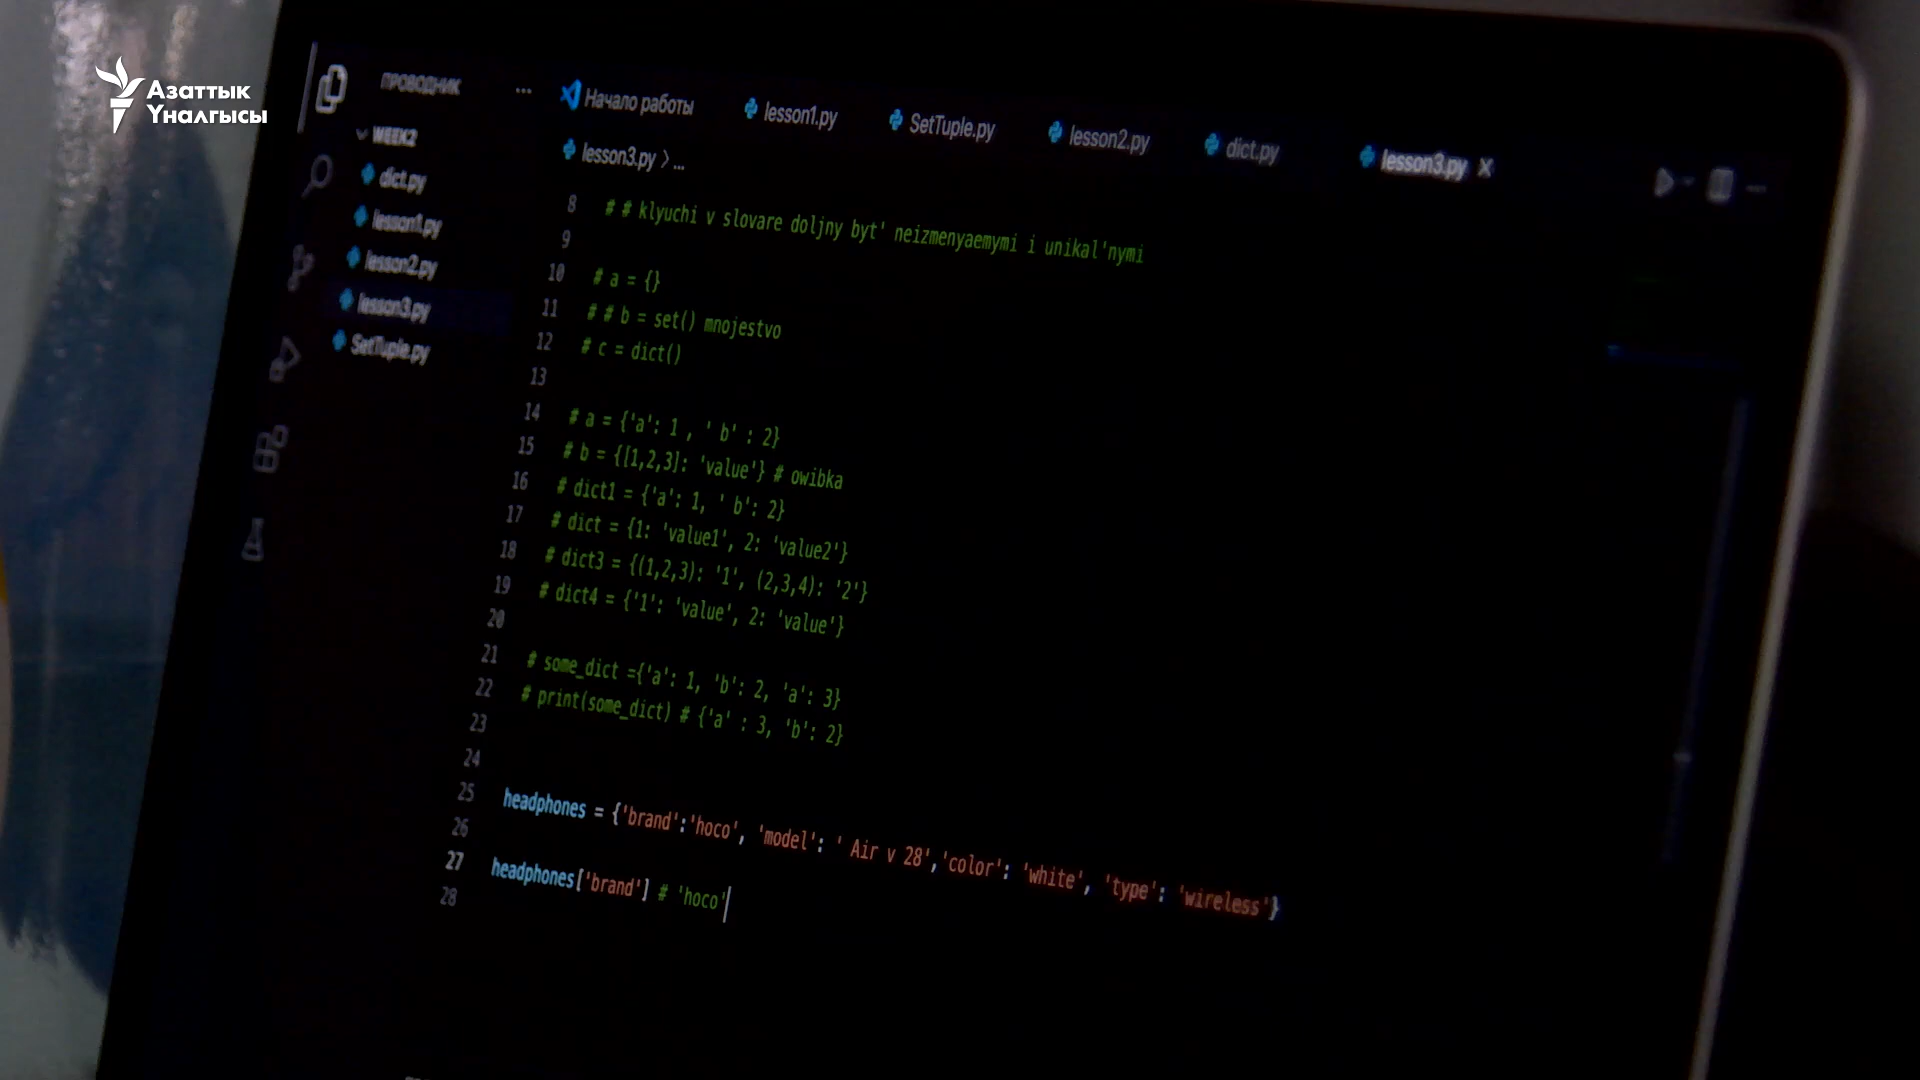 Азаттык
Үналгысы
ПРОВОДНИК ...
WEEK2
dict.py
lesson1.py
lesson2.py
lesson3.py
SetTuple.py
Начало работы lesson1.py SetTuple.py lesson2.py dict.py lesson3.py X
lesson3.py > ...
8 # # klyuchi v slovare doljny byt' neizmenyaemymi i unikal'nymi
9
10 # a = {}
11 # # b = set() mnojestvo
12 # c = dict()
13
14 # a = {'a': 1 , ' b' : 2}
15 # b = {[1,2,3]: 'value'} # owibka
16 # dict1 = {'a': 1, ' b': 2}
17 # dict = {1: 'value1', 2: 'value2'}
18 # dict3 = {(1,2,3): '1', (2,3,4): '2'}
19 # dict4 = {'1': 'value', 2: 'value'}
20
21 # some_dict ={'a': 1, 'b': 2, 'a': 3}
22 # print(some_dict) # {'a' : 3, 'b': 2}
23
24
25 headphones = {'brand':'hoco', 'model': ' Air v 28','color': 'white', 'type': 'wireless'}
26
27 headphones['brand'] # 'hoco'
28